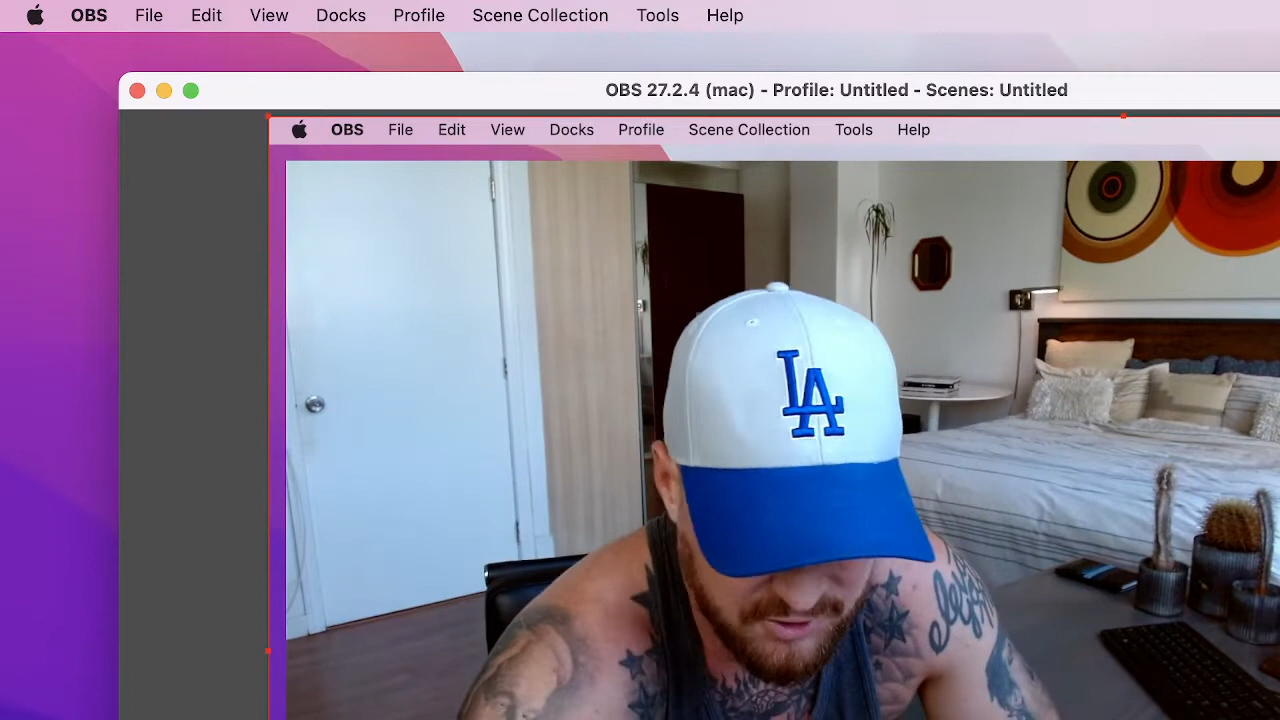 OBS File Edit View Docks Profile Scene Collection Tools Help
OBS 27.2.4 (mac) - Profile: Untitled - Scenes: Untitled
OBS File Edit View Docks Profile Scene Collection Tools Help
LA